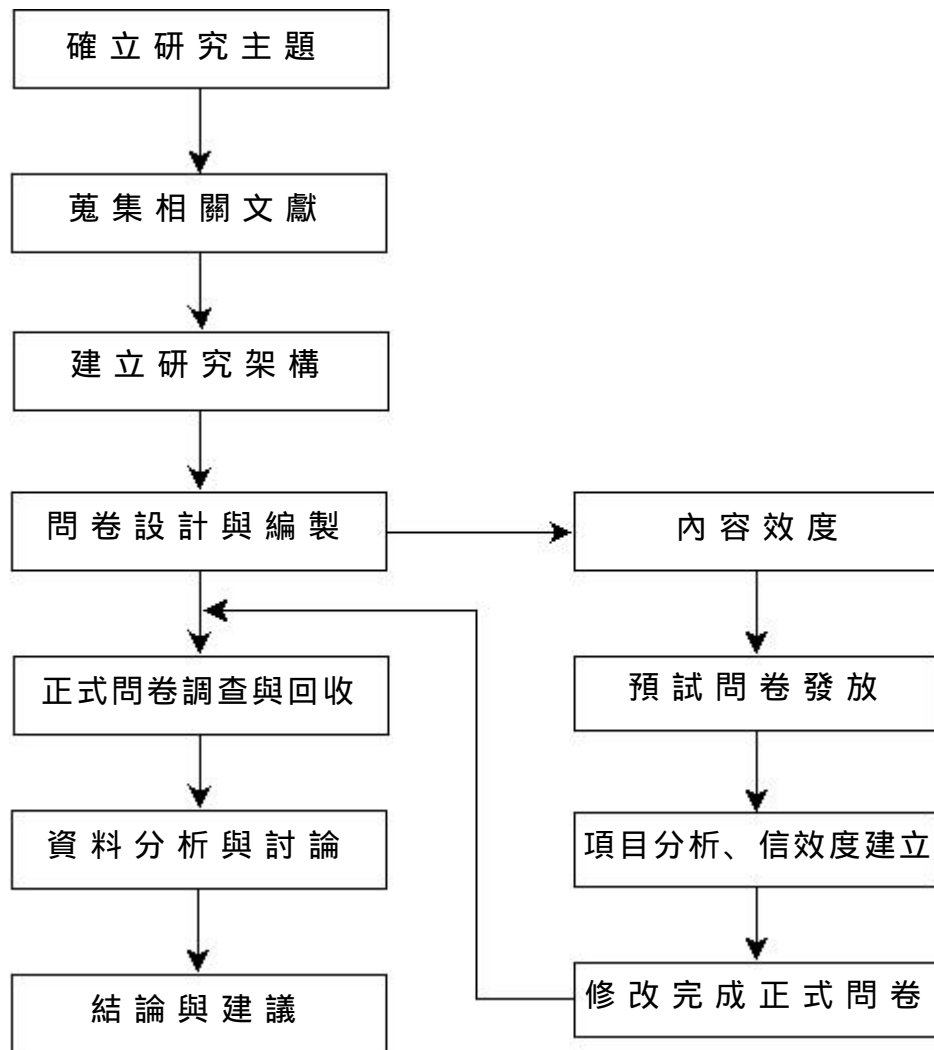 確立研究主題
蒐集相關文獻
建立研究架構
問卷設計與編製
內容效度
正式問卷調查與回收
預試問卷發放
資料分析與討論
項目分析、信效度建立
結論與建議
修改完成正式問卷